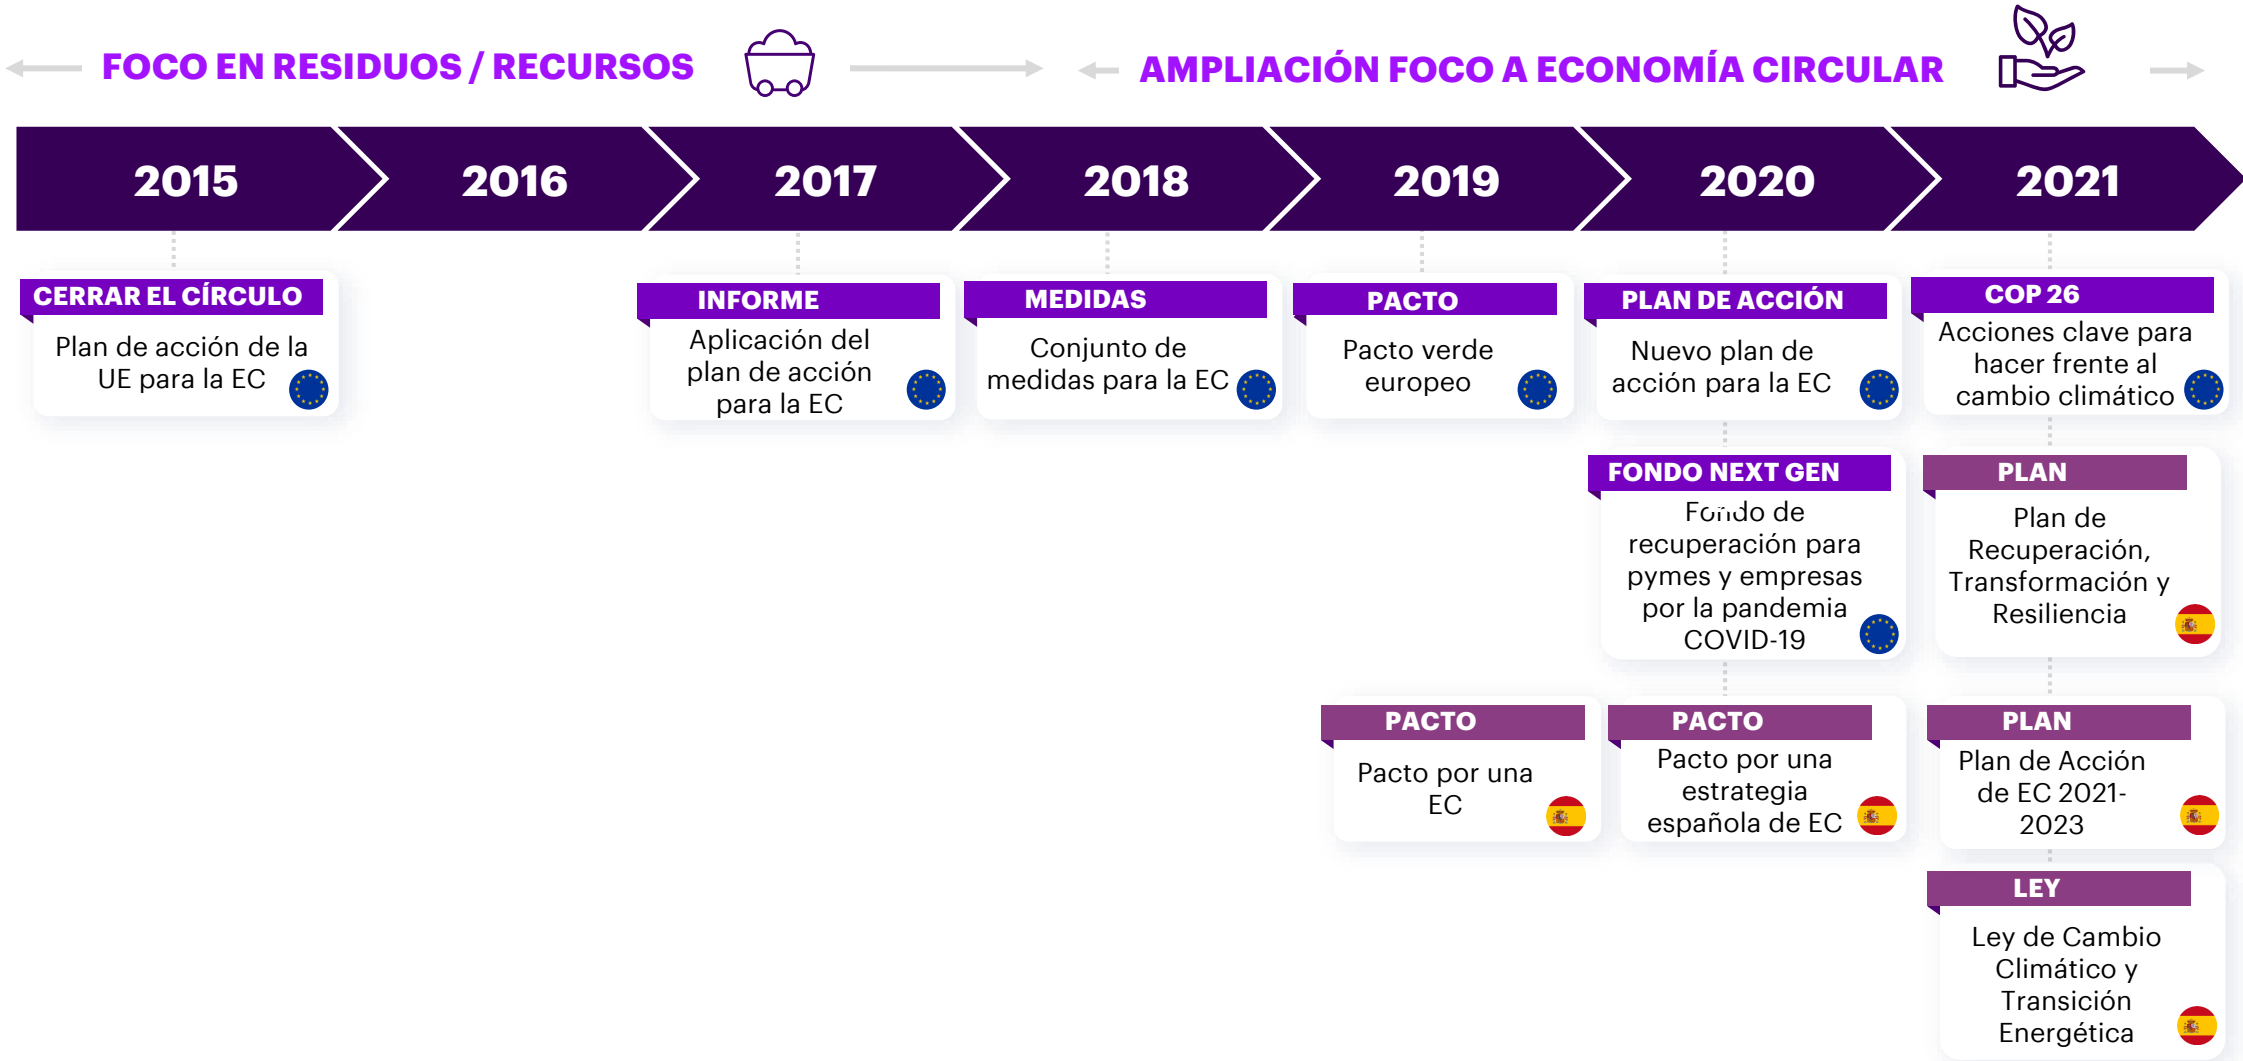 FOCO EN RESIDUOS / RECURSOS
AMPLIACIÓN FOCO A ECONOMÍA CIRCULAR
2015
2016
2017
2018
2019
2020
2021
CERRAR EL CÍRCULO
Plan de acción de la
UE para la EC
INFORME
Aplicación del
plan de acción
para la EC
MEDIDAS
Conjunto de
medidas para la EC
PACTO
Pacto verde
europeo
PLAN DE ACCIÓN
Nuevo plan de
acción para la EC
COP 26
Acciones clave para
hacer frente al
cambio climático
FONDO NEXT GEN
Fondo de
recuperación para
pymes y empresas
por la pandemia
COVID-19
PLAN
Plan de
Recuperación,
Transformación y
Resiliencia
PACTO
Pacto por una
EC
PACTO
Pacto por una
estrategia
española de EC
PLAN
Plan de Acción
de EC 2021-
2023
LEY
Ley de Cambio
Climático y
Transición
Energética